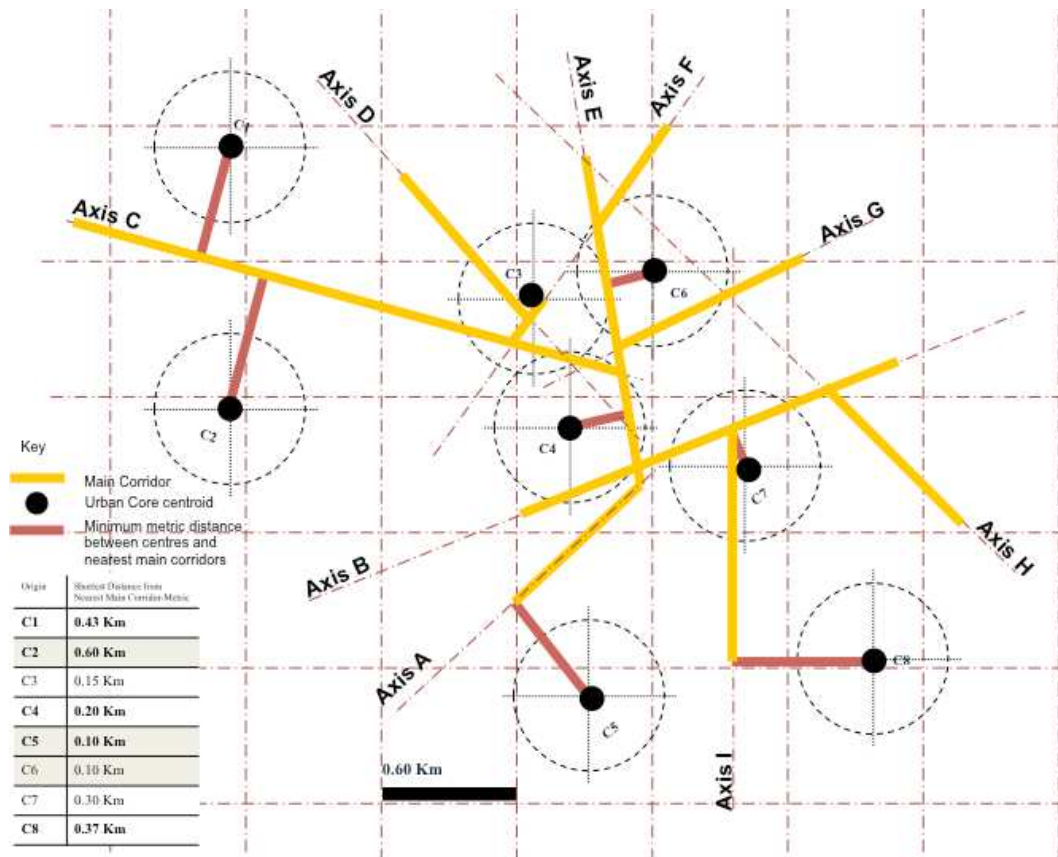 Axis D
Axis E
Axis F
C1
Axis C
Axis G
C3
C6
C2
C4
C7
Key
Main Corridor
Urban Core centroid
Minimum metric distance
between centres and
nearest main corridors
Axis B
Axis H
Origin
Shortest Distance from
Nearest Main Corridor-Metric
C1 0.43 Km
C2 0.60 Km
C3 0.15 Km
C4 0.20 Km
C5 0.10 Km
C6 0.10 Km
C7 0.30 Km
C8 0.37 Km
Axis A
C8
C5
0.60 Km
Axis I